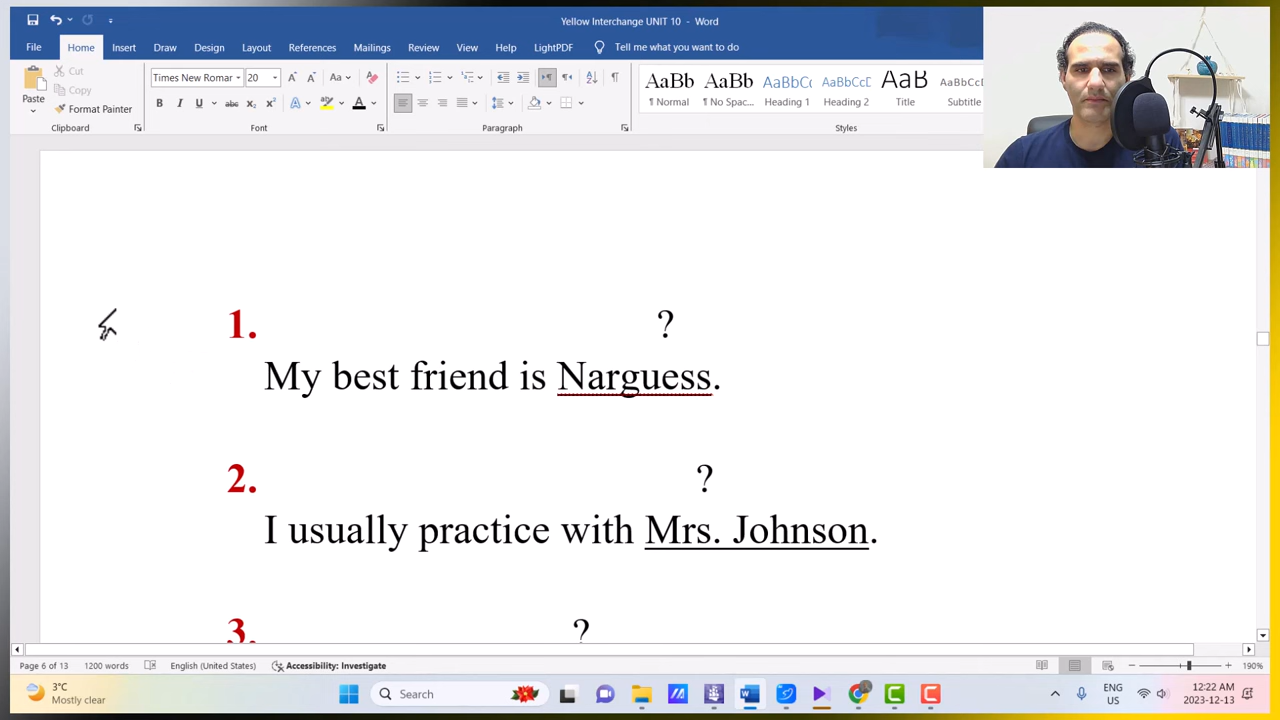 Yellow Interchange UNIT 10 - Word
File Home Insert Draw Design Layout References Mailings Review View Help LightPDF Tell me what you want to do
Paste
Cut
Copy
Format Painter
Clipboard
Times New Romar 20
Font
Paragraph
AaBb AaBb AaBbCc AaBbCcD AaB AaBbCcD
¶ Normal ¶ No Spac... Heading 1 Heading 2 Title Subtitle
Styles
1. ?
My best friend is Narguess.
2. ?
I usually practice with Mrs. Johnson.
3. ?
Page 6 of 13 1200 words English (United States) Accessibility: Investigate 190%
3°C
Mostly clear
Search
ENG
US
12:22 AM
2023-12-13